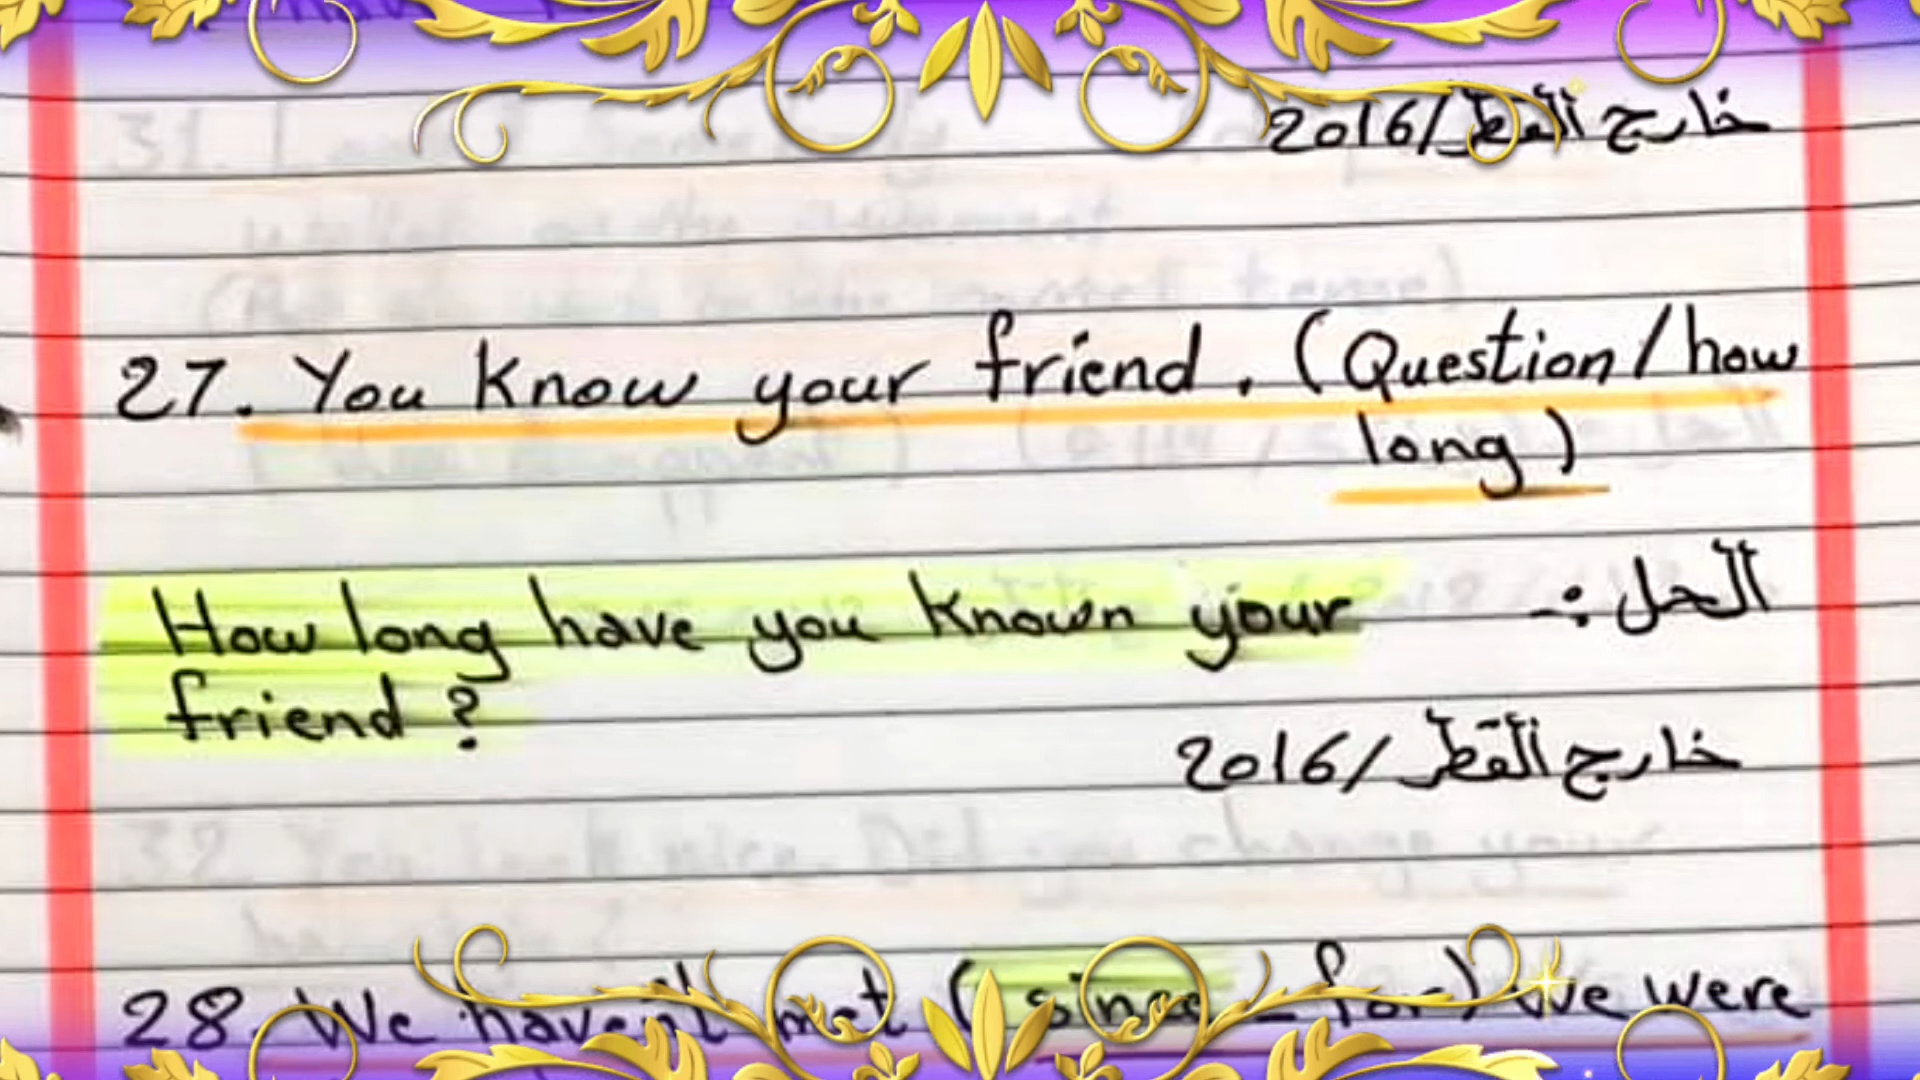 خارج القطر/2016
27. You know your friend. (Question/how
long)
الحل :-
How long have you known your
friend?
خارج القطر/2016
28. We haven't met (since - for) we were